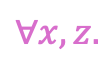 ∀x, z.